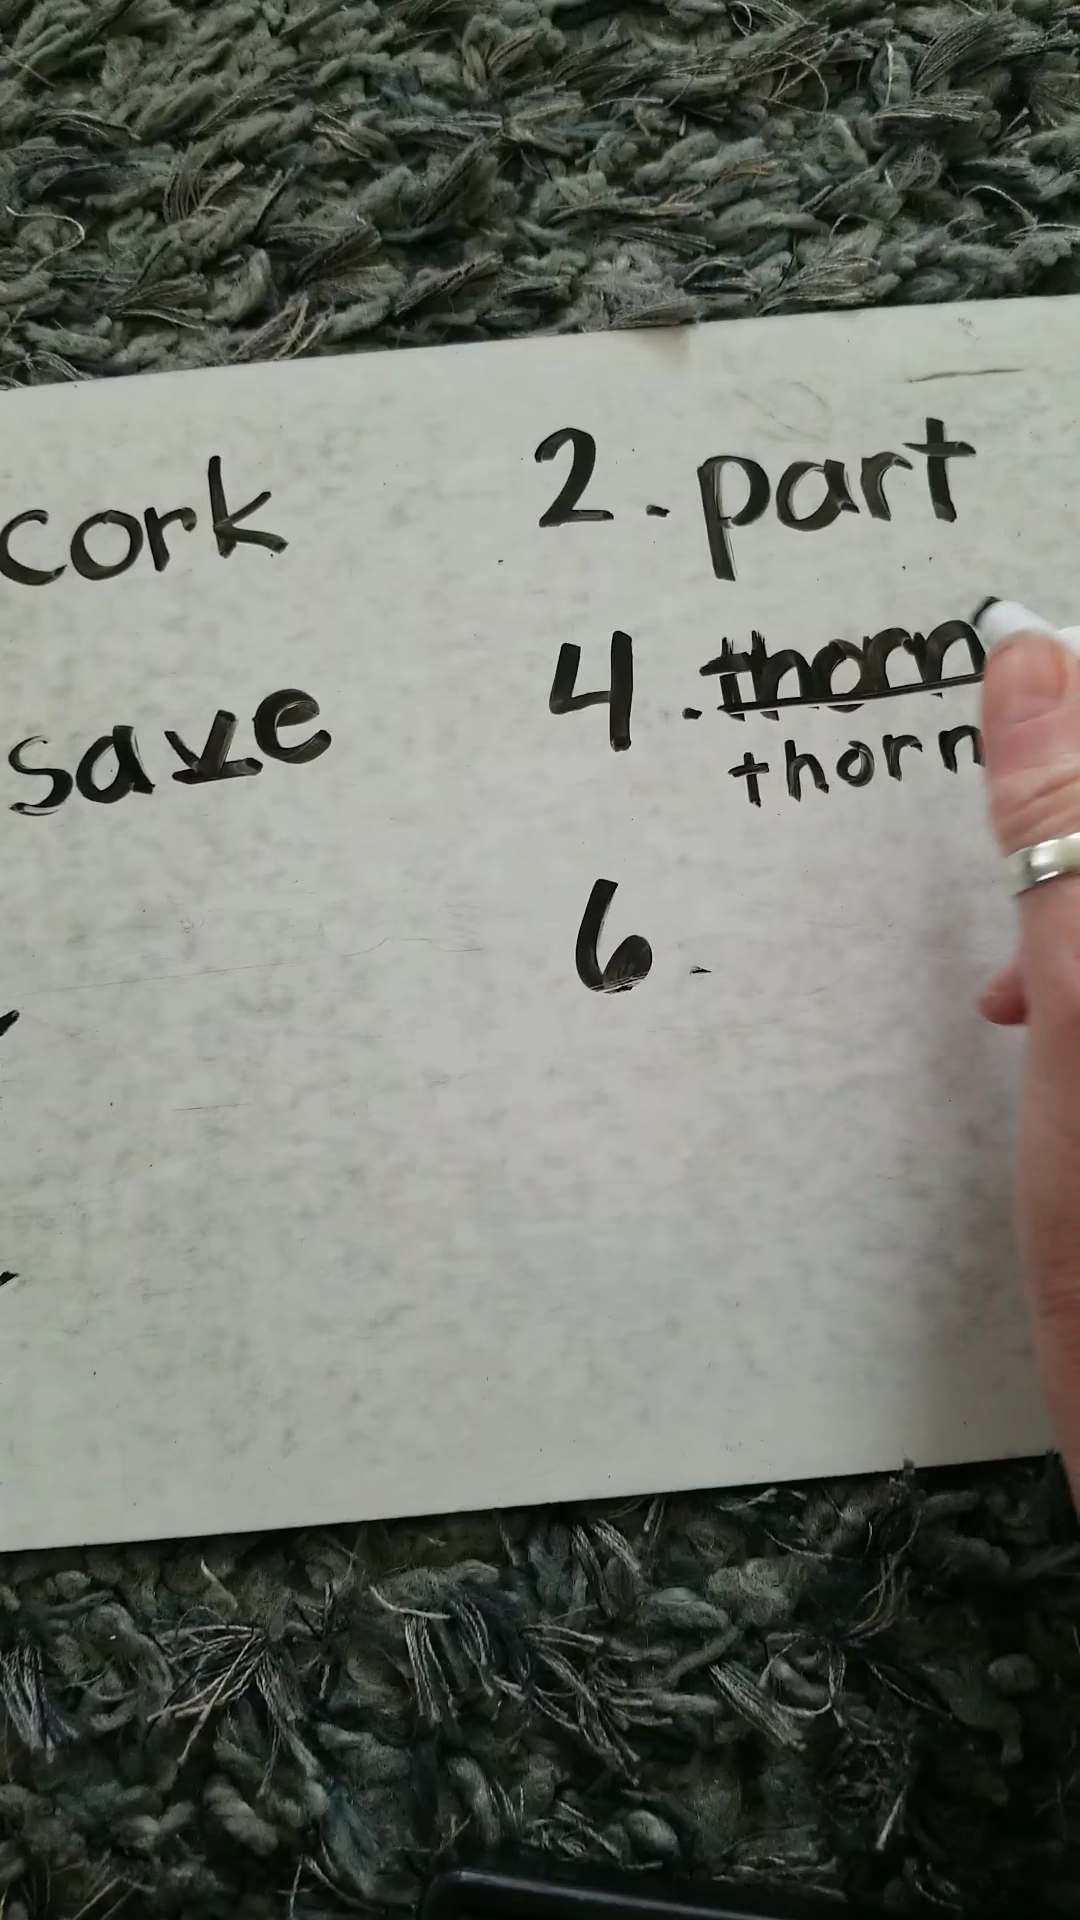 cork 2. part
save 4. thorn
thorn
6.